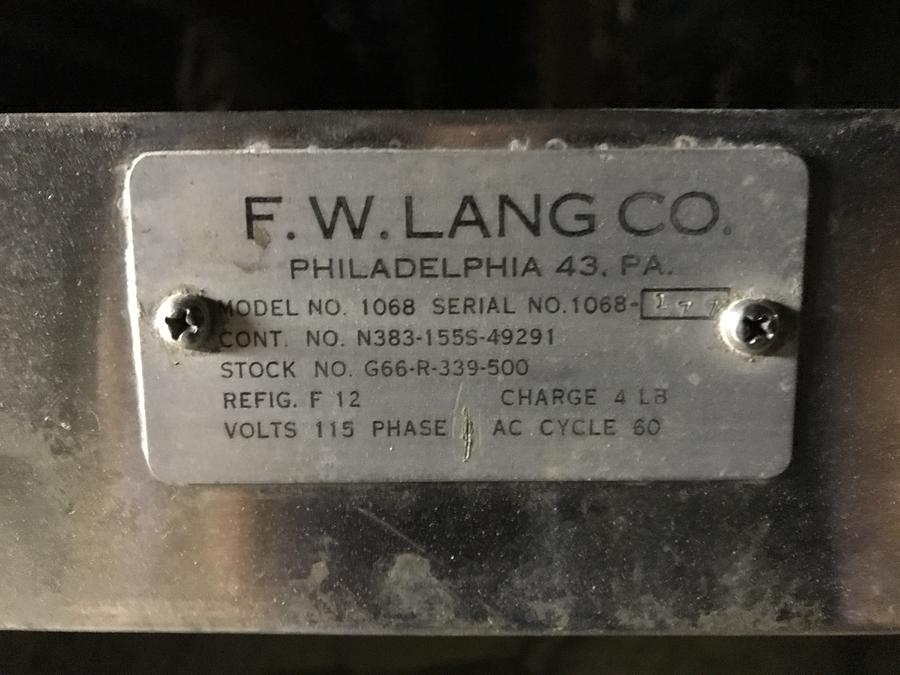 F. W. LANG CO.
PHILADELPHIA 43, PA.
MODEL NO. 1068 SERIAL NO. 1068-
CONT. NO. N383-155S-49291
STOCK NO. G66-R-339-500
REFIG. F 12 CHARGE 4 LB
VOLTS 115 PHASE AC CYCLE 60